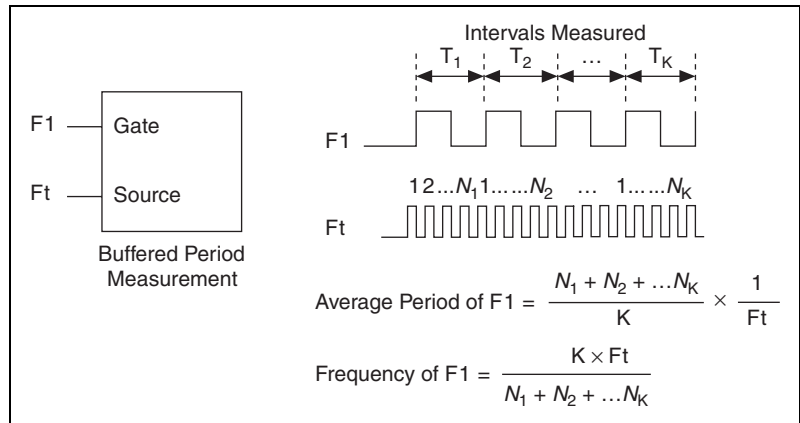 Intervals Measured
T1 T2 … TK
F1 Gate
F1
Ft Source
1 2 ...N1 1... ...N2 … 1... ...NK
Ft
Buffered Period
Measurement
Average Period of F1 = (N1 + N2 + …NK) / K × 1 / Ft
Frequency of F1 = (K × Ft) / (N1 + N2 + …NK)